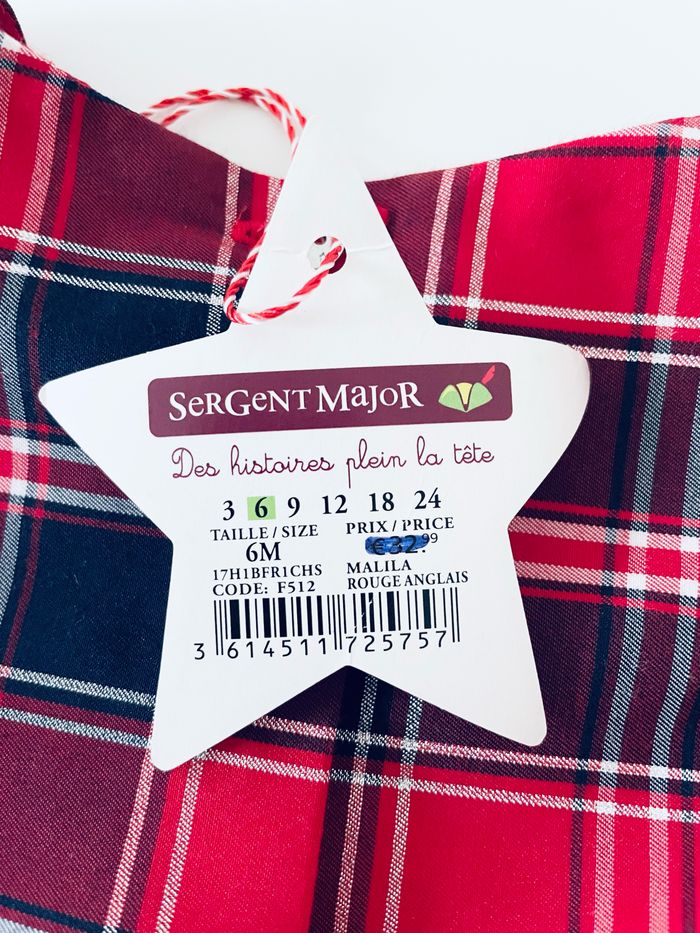 SeRGeNT MaJoR
Des histoires plein la tête
3 6 9 12 18 24
TAILLE / SIZE PRIX / PRICE
6M €32.99
17H1BFR1CHS MALILA
CODE: F512 ROUGE ANGLAIS
3 614511 725757